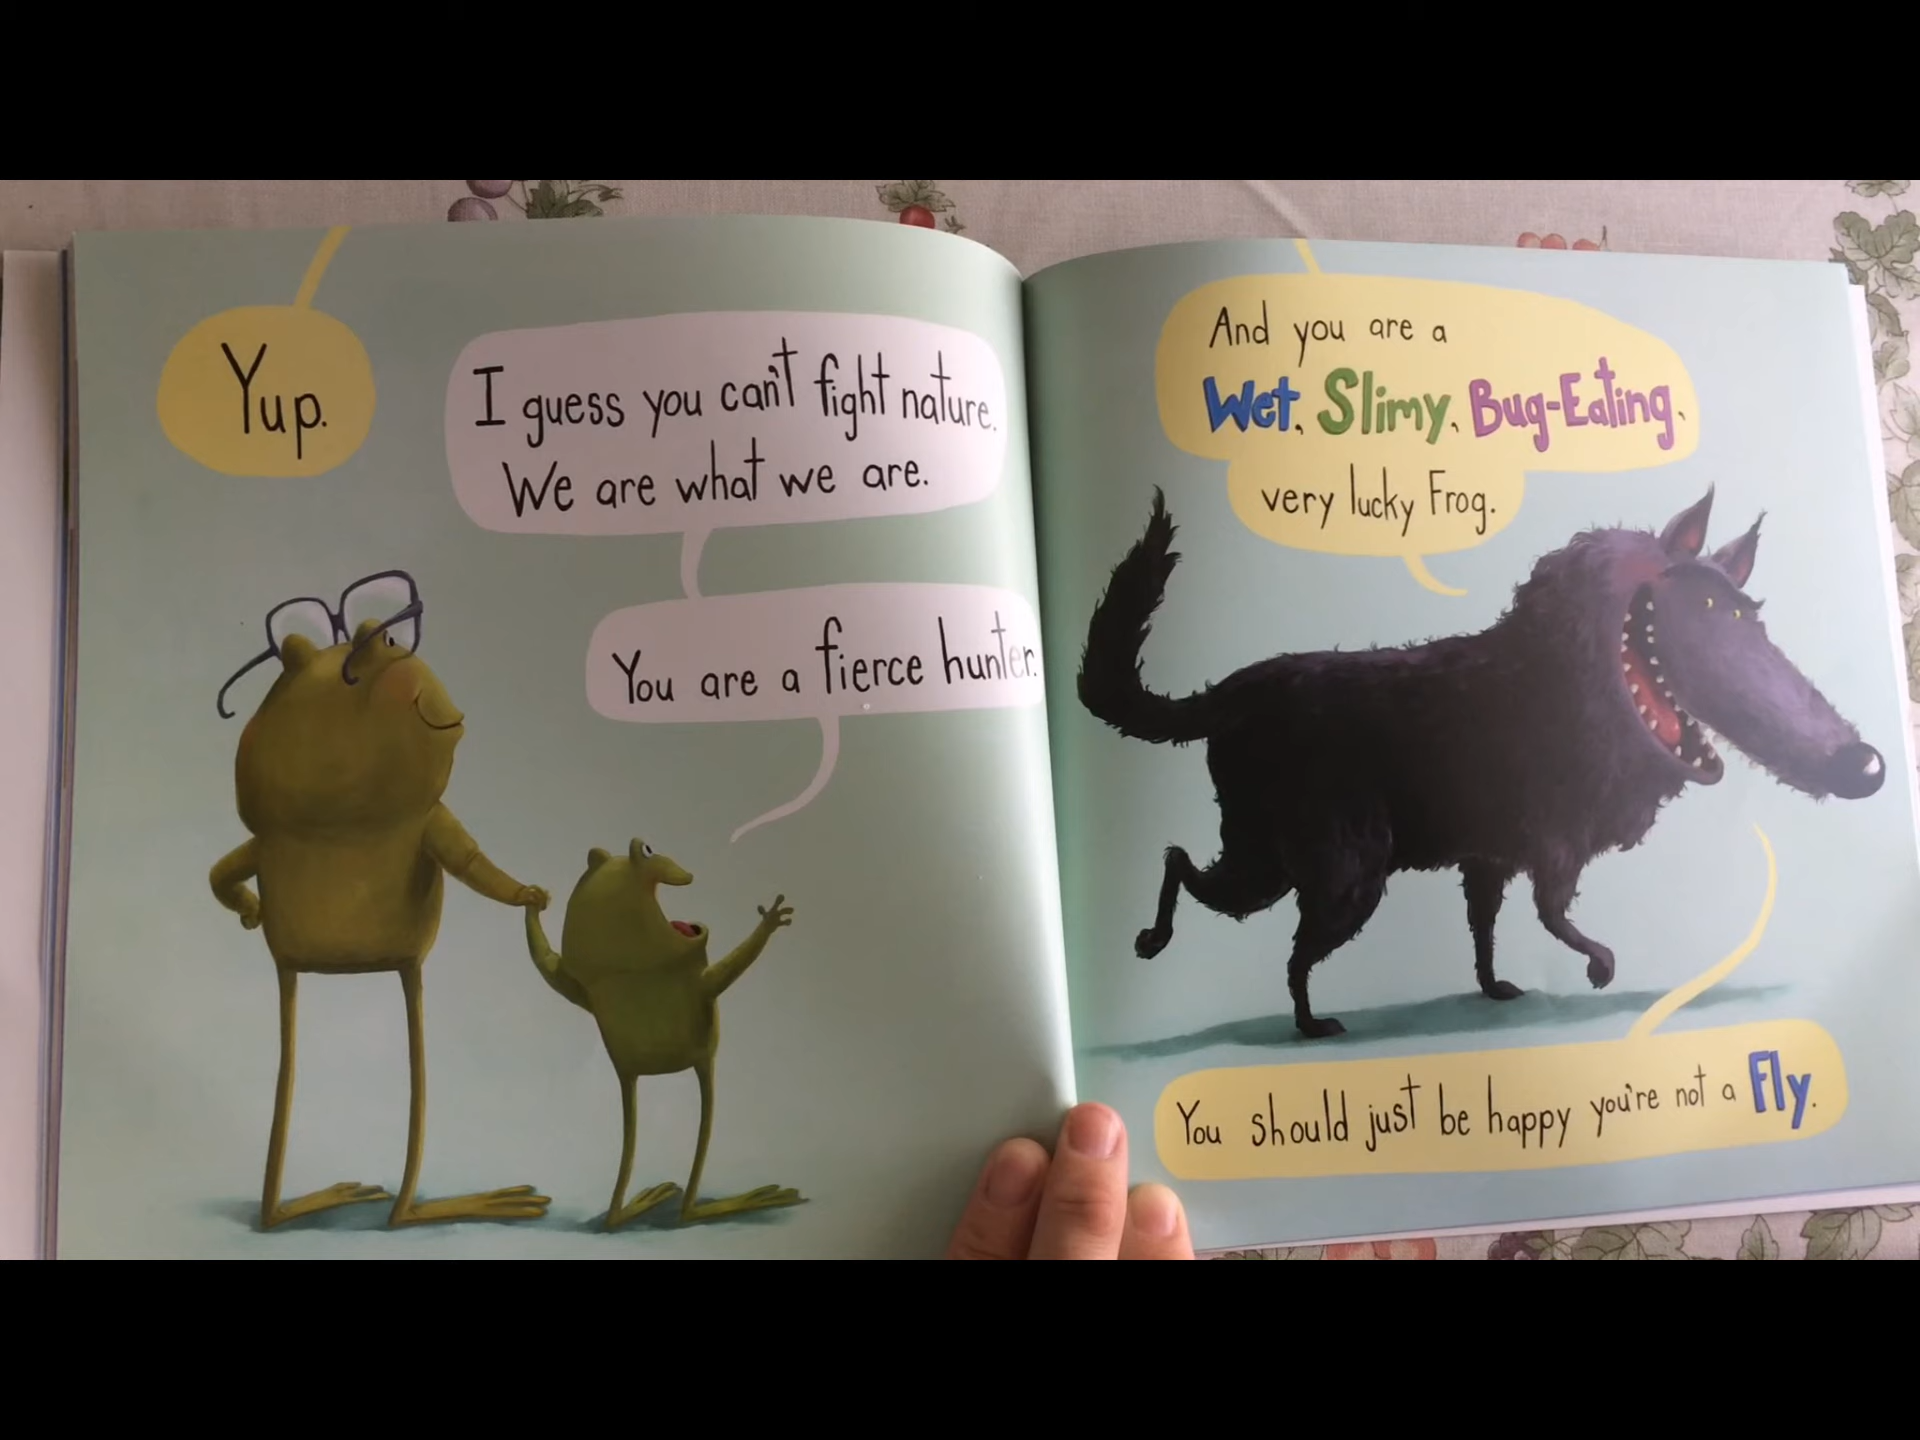 Yup.
I guess you can't fight nature.
We are what we are.
You are a fierce hunter.
And you are a
Wet, Slimy, Bug-Eating,
very lucky Frog.
You should just be happy you're not a Fly.